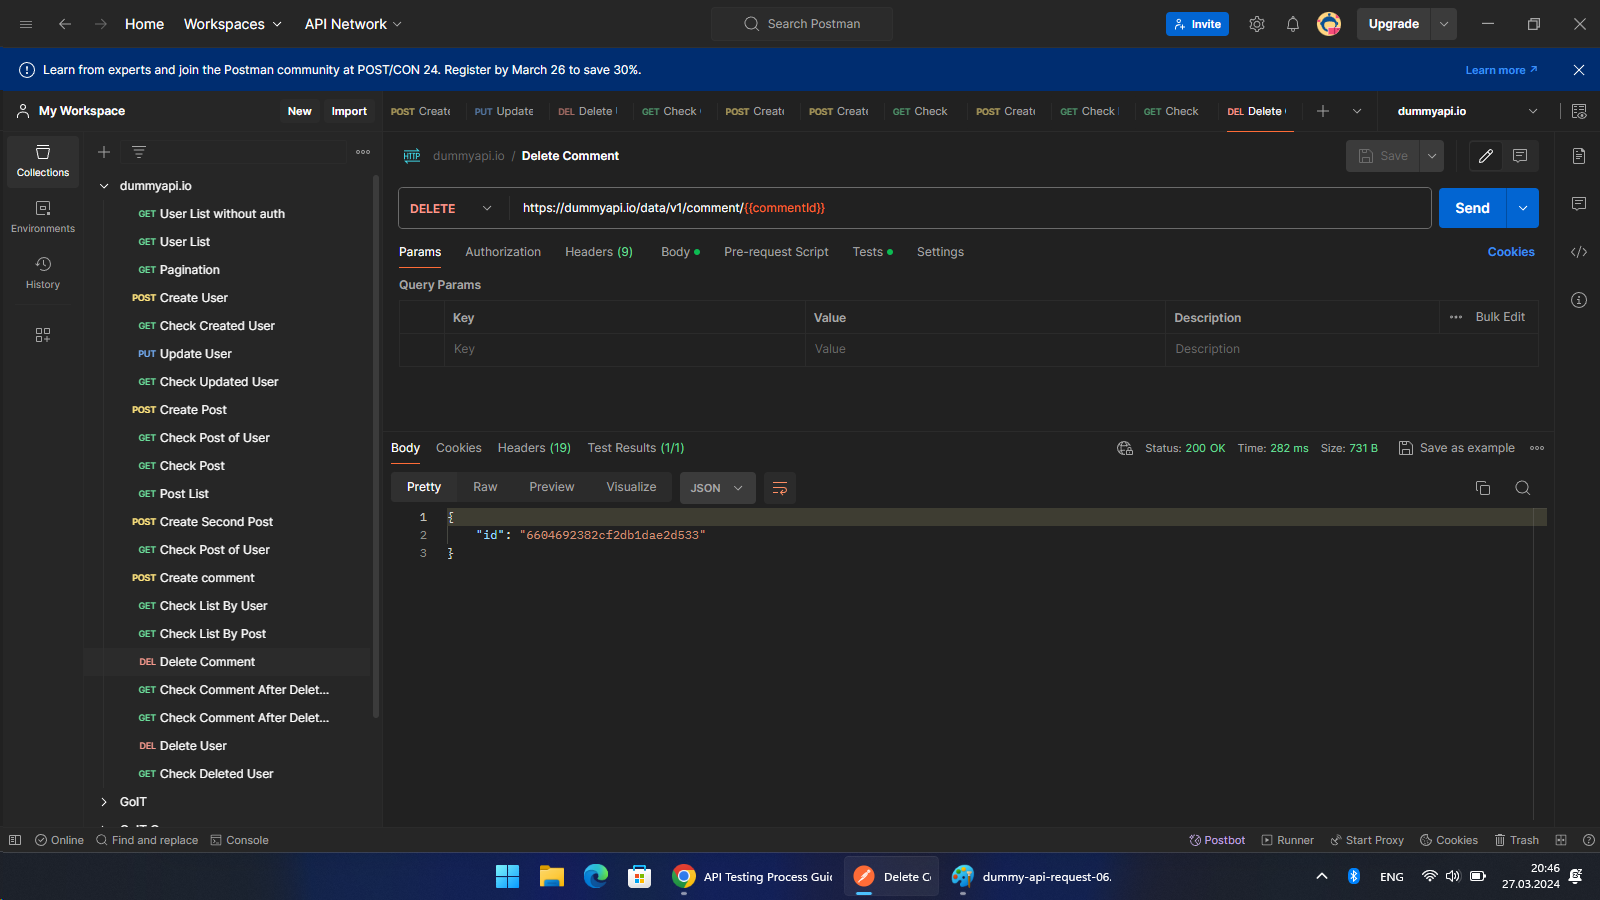 Home
Workspaces
API Network
Search Postman
Invite
Upgrade
Learn from experts and join the Postman community at POST/CON 24. Register by March 26 to save 30%.
Learn more
My Workspace
New
Import
POST Create
PUT Update
DEL Delete
GET Check
POST Create
POST Create
GET Check
POST Create
GET Check
GET Check
DEL Delete
dummyapi.io
Collections
Environments
History
dummyapi.io
GET User List without auth
GET User List
GET Pagination
POST Create User
GET Check Created User
PUT Update User
GET Check Updated User
POST Create Post
GET Check Post of User
GET Check Post
GET Post List
POST Create Second Post
GET Check Post of User
POST Create comment
GET Check List By User
GET Check List By Post
DEL Delete Comment
GET Check Comment After Delet...
GET Check Comment After Delet...
DEL Delete User
GET Check Deleted User
GoIT
HTTP
dummyapi.io / Delete Comment
Save
DELETE
https://dummyapi.io/data/v1/comment/{{commentId}}
Send
Params
Authorization
Headers (9)
Body
Pre-request Script
Tests
Settings
Cookies
Query Params
Key
Value
Description
Bulk Edit
Key
Value
Description
Body
Cookies
Headers (19)
Test Results (1/1)
Status: 200 OK
Time: 282 ms
Size: 731 B
Save as example
Pretty
Raw
Preview
Visualize
JSON
1 {
2 "id": "6604692382cf2db1dae2d533"
3 }
Online
Find and replace
Console
Postbot
Runner
Start Proxy
Cookies
Trash
API Testing Process Gui
Delete Co
dummy-api-request-06.
ENG
20:46
27.03.2024